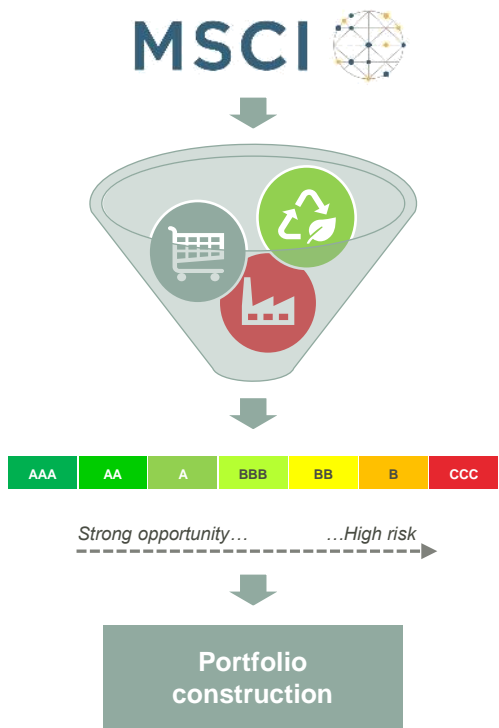 MSCI
AAA AA A BBB BB B CCC
Strong opportunity… …High risk
Portfolio
construction